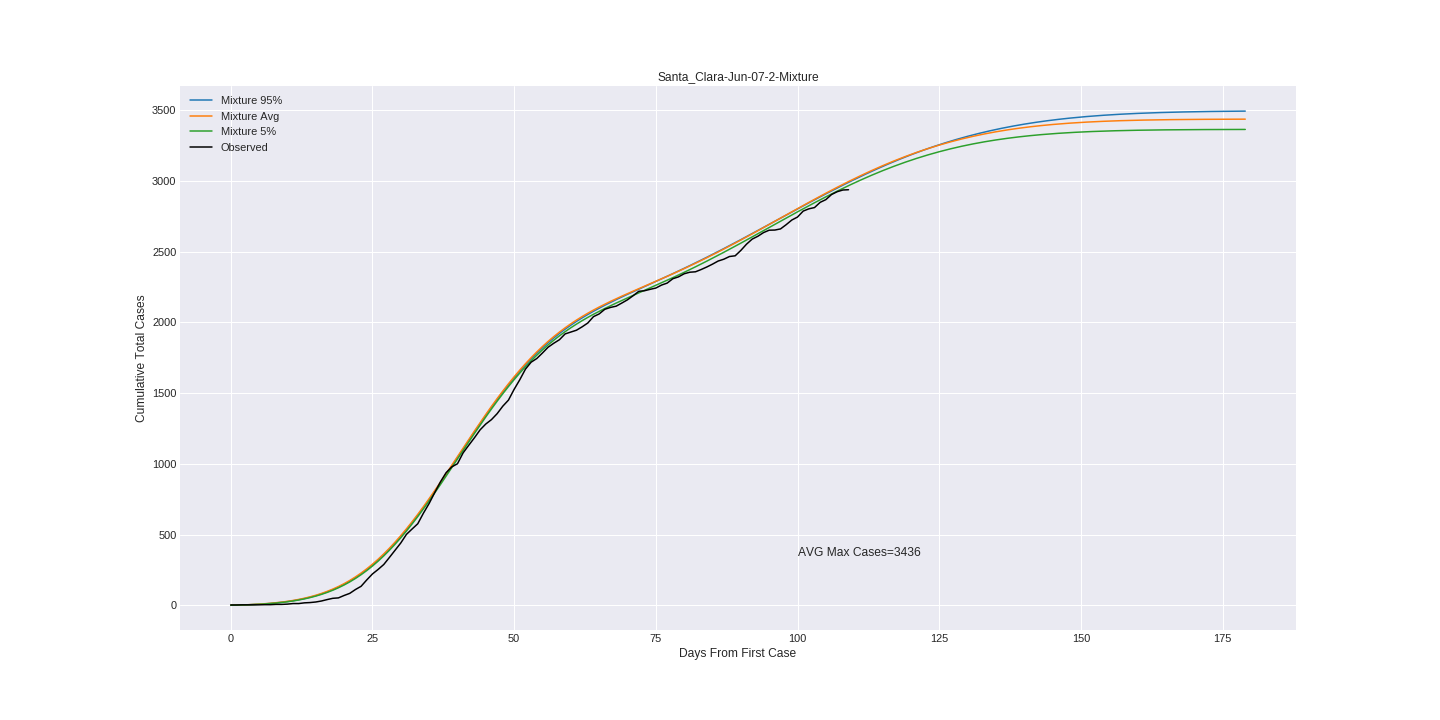 Santa_Clara-Jun-07-2-Mixture
Mixture 95%
Mixture Avg
Mixture 5%
Observed
3500
3000
2500
2000
1500
1000
500
0
Cumulative Total Cases
AVG Max Cases=3436
0 25 50 75 100 125 150 175
Days From First Case